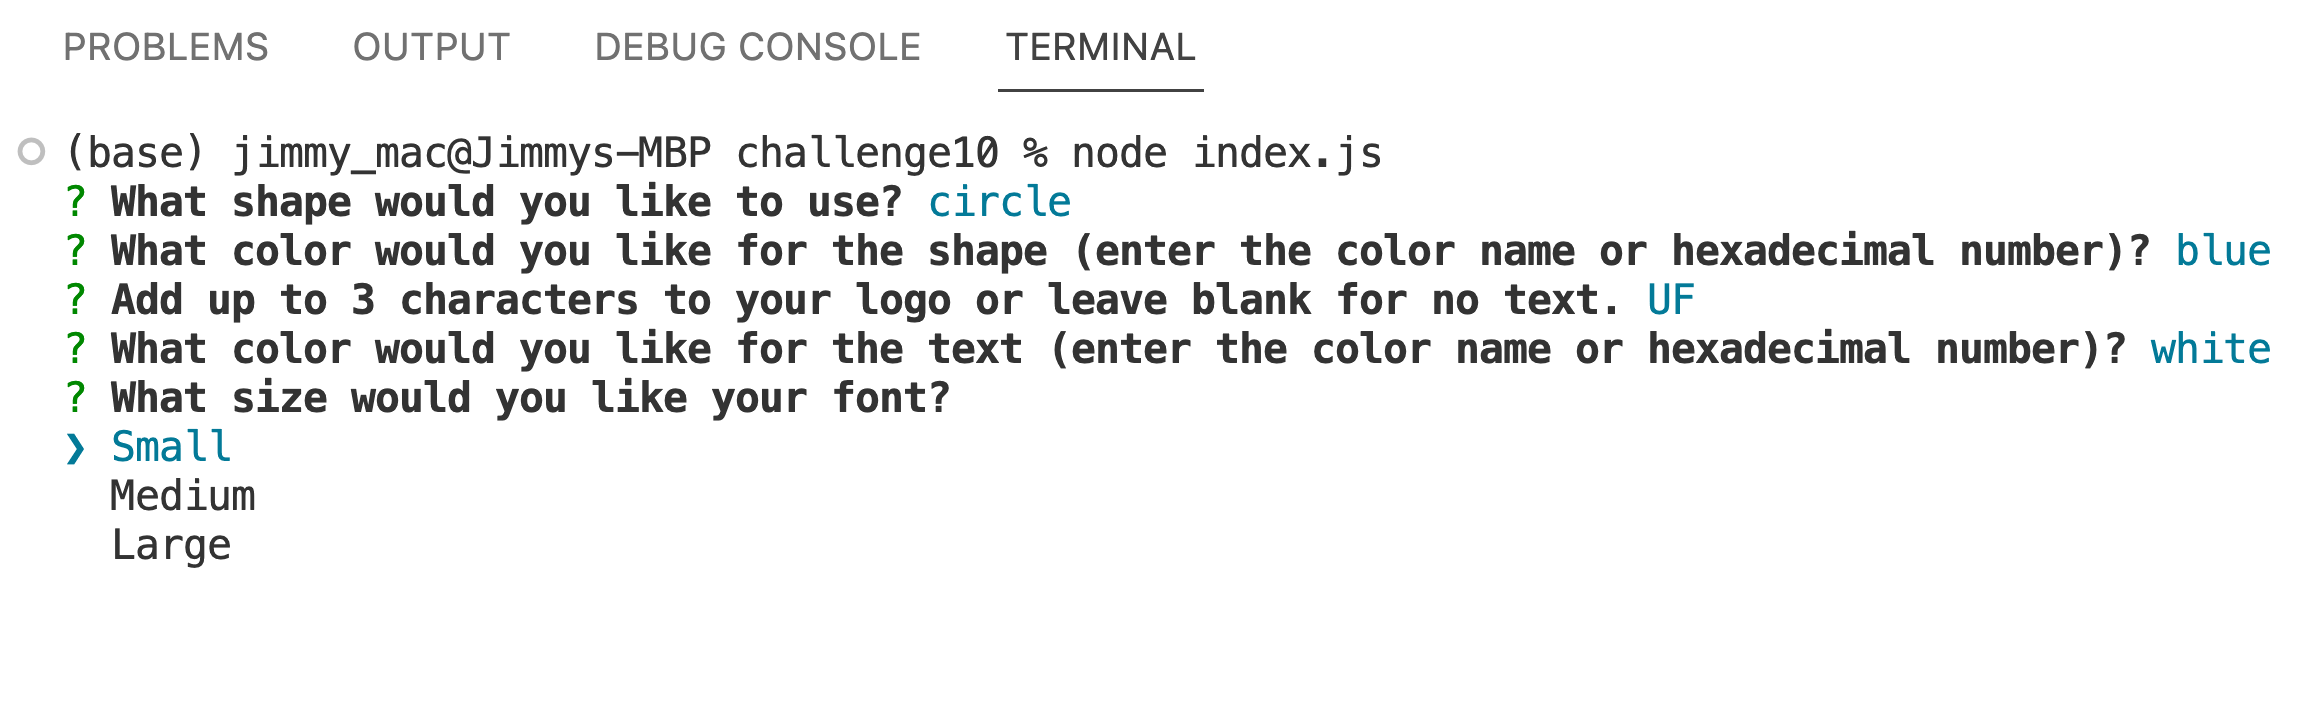 PROBLEMS OUTPUT DEBUG CONSOLE TERMINAL
(base) jimmy_mac@Jimmys-MBP challenge10 % node index.js
? What shape would you like to use? circle
? What color would you like for the shape (enter the color name or hexadecimal number)? blue
? Add up to 3 characters to your logo or leave blank for no text. UF
? What color would you like for the text (enter the color name or hexadecimal number)? white
? What size would you like your font?
❯ Small
Medium
Large